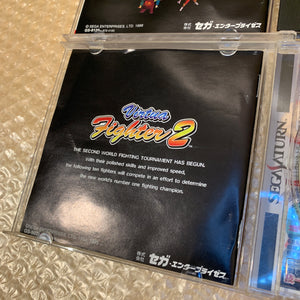 © SEGA ENTERPRISES, LTD. 1996
株式会社 セガ・エンタープライゼス
Virtua
Fighter 2
THE SECOND WORLD FIGHTING TOURNAMENT HAS BEGUN.
with their polished skills and improved speed,
the following ten fighters will compete in an effort to determine
the new world's number one fighting champion.
SEGA SATURN
株式会社 セガ・エンタープライゼス